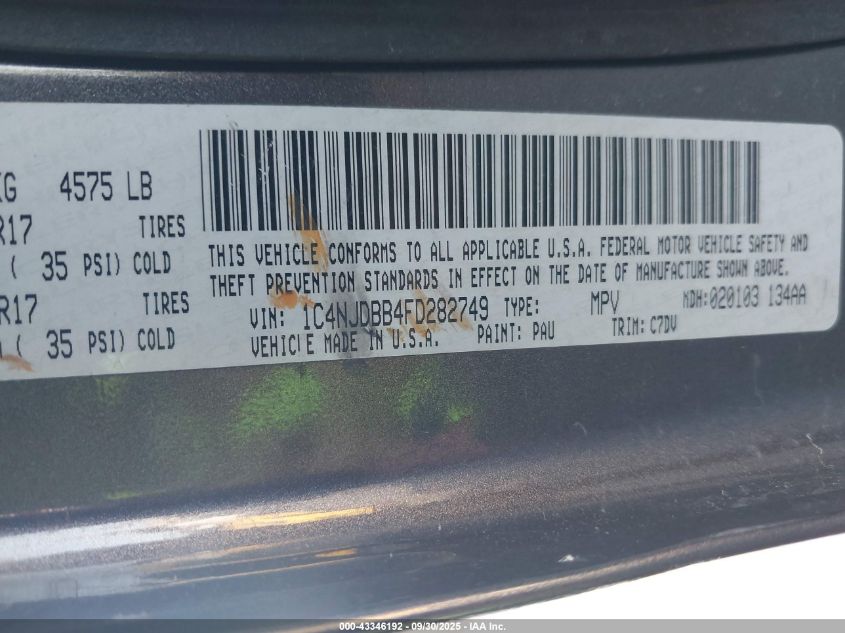 KG 4575 LB
R17 TIRES
( 35 PSI) COLD
R17 TIRES
( 35 PSI) COLD
THIS VEHICLE CONFORMS TO ALL APPLICABLE U.S.A. FEDERAL MOTOR VEHICLE SAFETY AND
THEFT PREVENTION STANDARDS IN EFFECT ON THE DATE OF MANUFACTURE SHOWN ABOVE.
VIN: 1C4NJDBB4FD282749 TYPE: MPV MDH:020103 134AA
VEHICLE MADE IN U.S.A. PAINT: PAU TRIM: C7DV
000-43346192 - 09/30/2025 - IAA Inc.